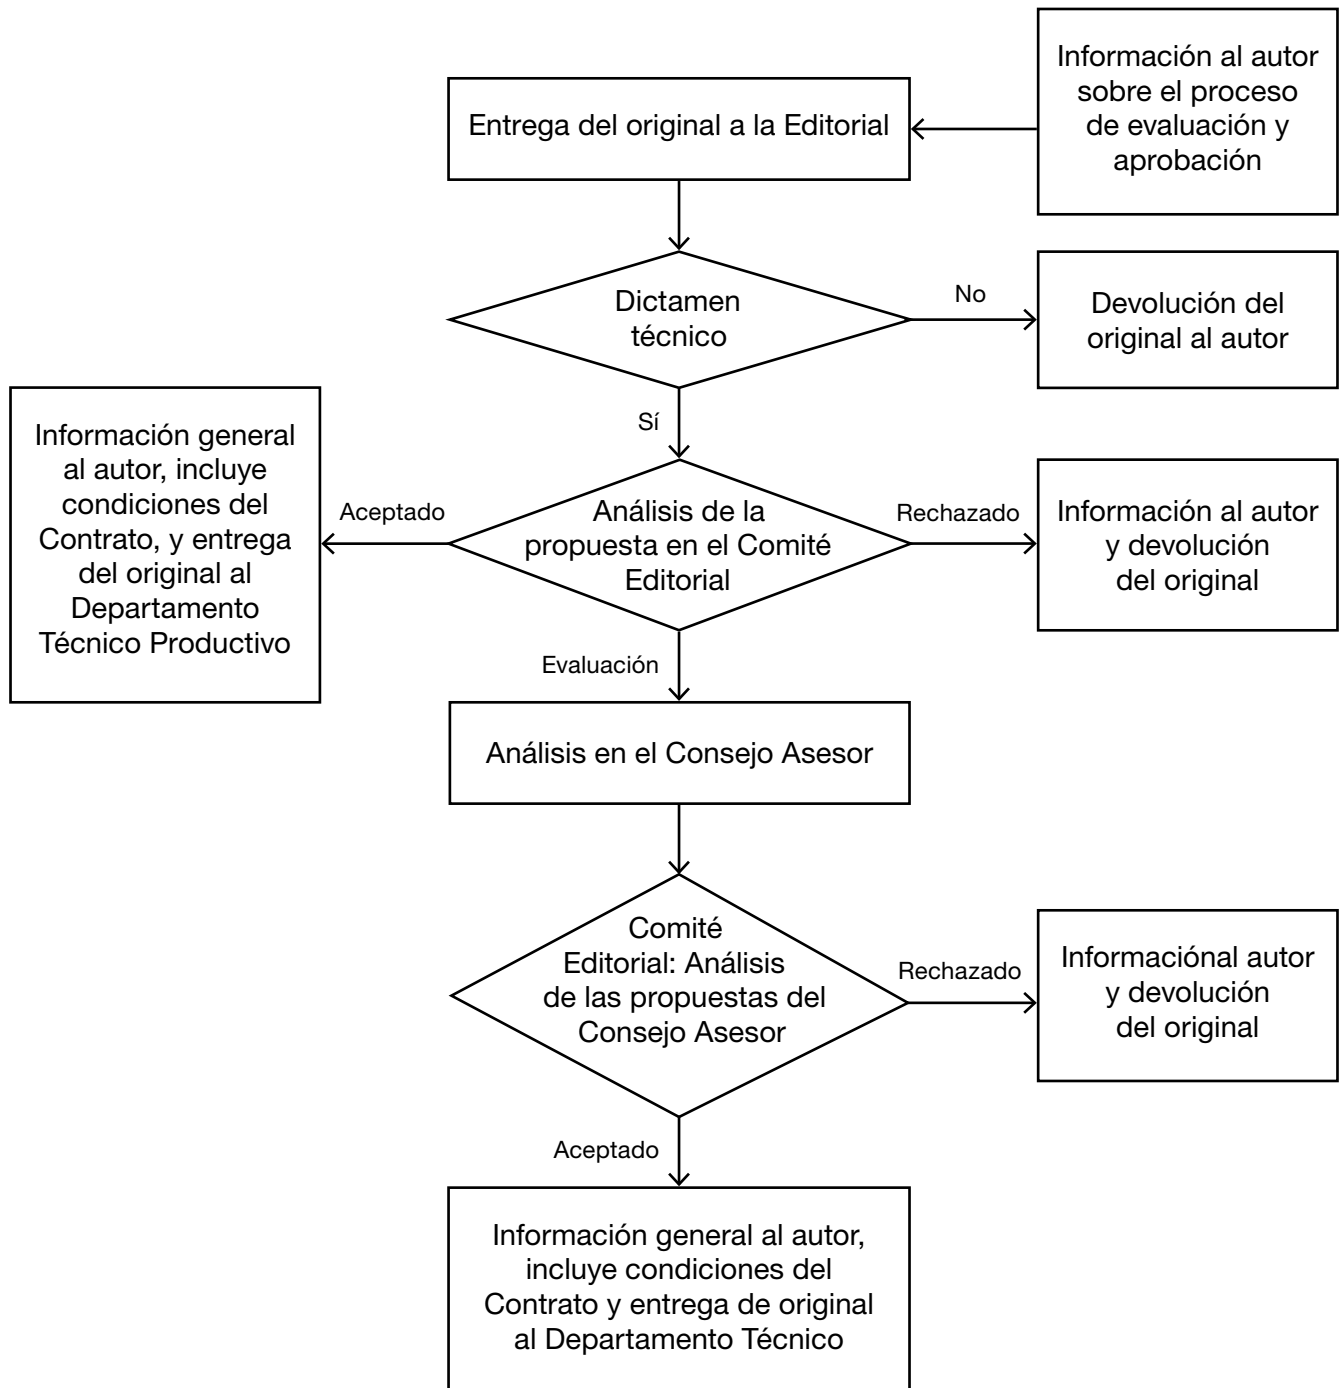 Información al autor
sobre el proceso
de evaluación y
aprobación
Entrega del original a la Editorial
Dictamen
técnico
No
Devolución del
original al autor
Sí
Información general
al autor, incluye
condiciones del
Contrato, y entrega
del original al
Departamento
Técnico Productivo
Aceptado
Análisis de la
propuesta en el Comité
Editorial
Rechazado
Información al autor
y devolución
del original
Evaluación
Análisis en el Consejo Asesor
Comité
Editorial: Análisis
de las propuestas del
Consejo Asesor
Rechazado
Informaciónal autor
y devolución
del original
Aceptado
Información general al autor,
incluye condiciones del
Contrato y entrega de original
al Departamento Técnico